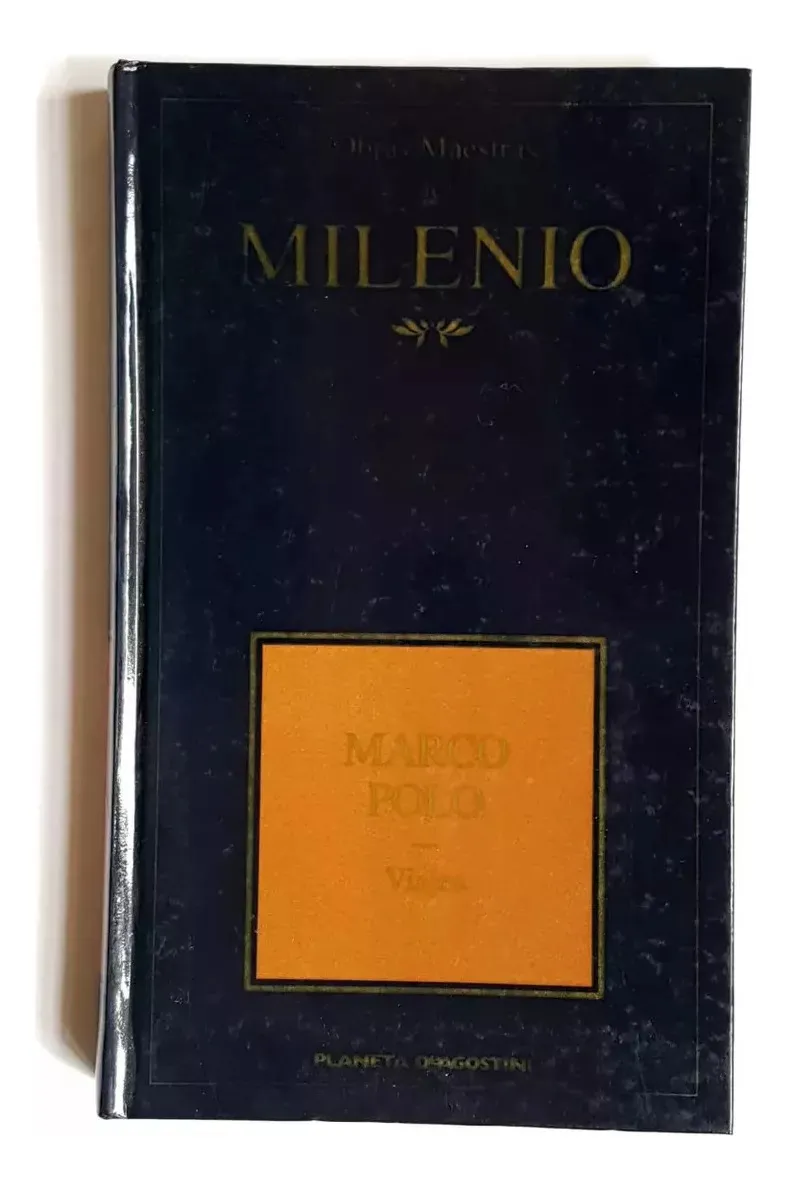 Obras Maestras
MILENIO
MARCO
POLO
Viajes
PLANETA DEAGOSTINI